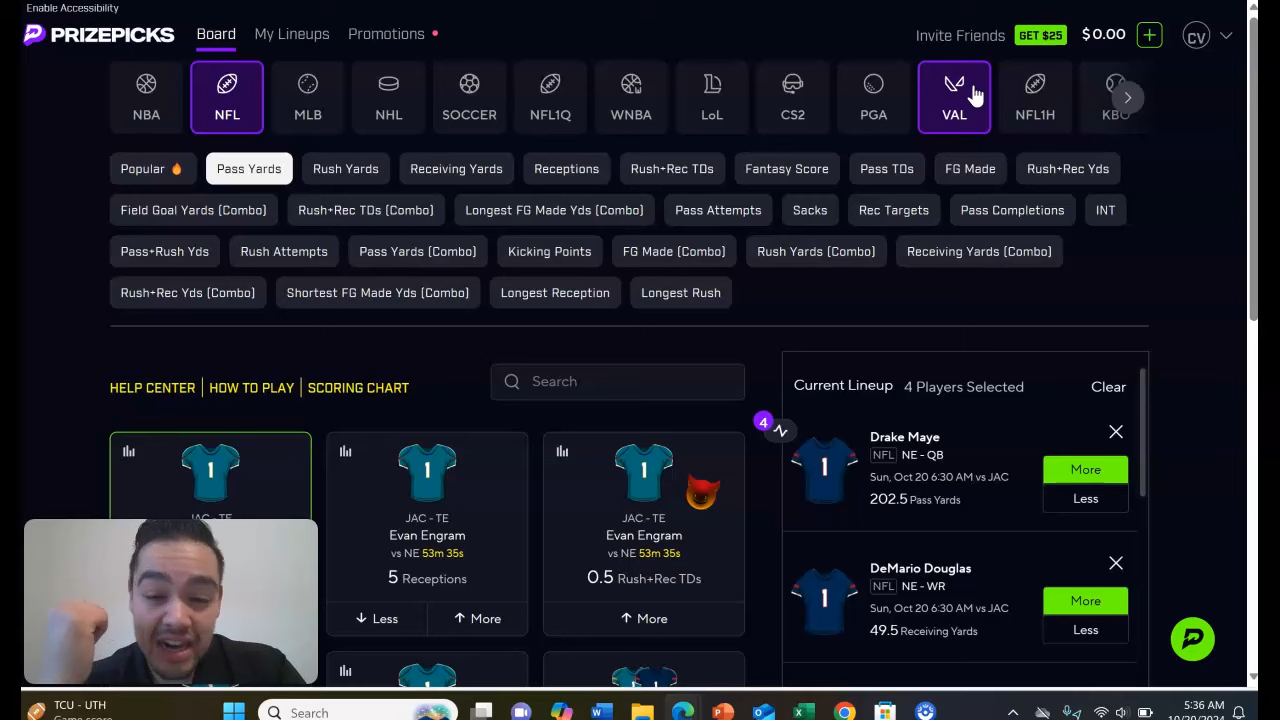 Enable Accessibility
PRIZEPICKS Board My Lineups Promotions Invite Friends GET $25 $0.00 + CV
NBA NFL MLB NHL SOCCER NFL1Q WNBA LoL CS2 PGA VAL NFL1H KBO
Popular Pass Yards Rush Yards Receiving Yards Receptions Rush+Rec TDs Fantasy Score Pass TDs FG Made Rush+Rec Yds
Field Goal Yards (Combo) Rush+Rec TDs (Combo) Longest FG Made Yds (Combo) Pass Attempts Sacks Rec Targets Pass Completions INT
Pass+Rush Yds Rush Attempts Pass Yards (Combo) Kicking Points FG Made (Combo) Rush Yards (Combo) Receiving Yards (Combo)
Rush+Rec Yds (Combo) Shortest FG Made Yds (Combo) Longest Reception Longest Rush
HELP CENTER | HOW TO PLAY | SCORING CHART
Search
1
JAC - TE
1
JAC - TE
Evan Engram
vs NE 53m 35s
5 Receptions
↓ Less ↑ More
1
JAC - TE
Evan Engram
vs NE 53m 35s
0.5 Rush+Rec TDs
↑ More
Current Lineup 4 Players Selected Clear
4
1
Drake Maye
NFL NE - QB
Sun, Oct 20 6:30 AM vs JAC
202.5 Pass Yards
More
Less
1
DeMario Douglas
NFL NE - WR
Sun, Oct 20 6:30 AM vs JAC
49.5 Receiving Yards
More
Less
TCU - UTH
Game score
Search
5:36 AM
10/20/2024